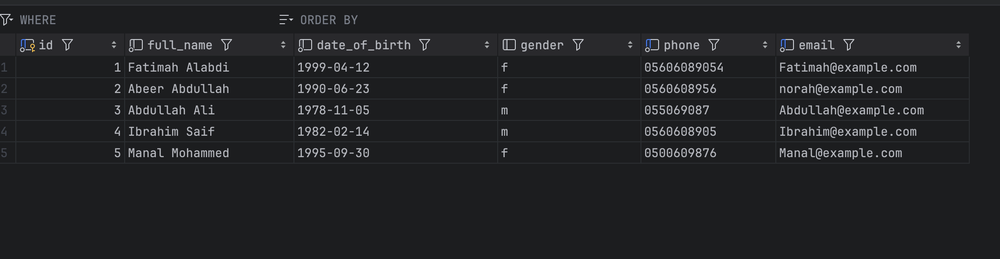 WHERE ORDER BY
id full_name date_of_birth gender phone email
1 1 Fatimah Alabdi 1999-04-12 f 05606089054 Fatimah@example.com
2 2 Abeer Abdullah 1990-06-23 f 0560608956 norah@example.com
3 3 Abdullah Ali 1978-11-05 m 055069087 Abdullah@example.com
4 4 Ibrahim Saif 1982-02-14 m 0560608905 Ibrahim@example.com
5 5 Manal Mohammed 1995-09-30 f 0500609876 Manal@example.com